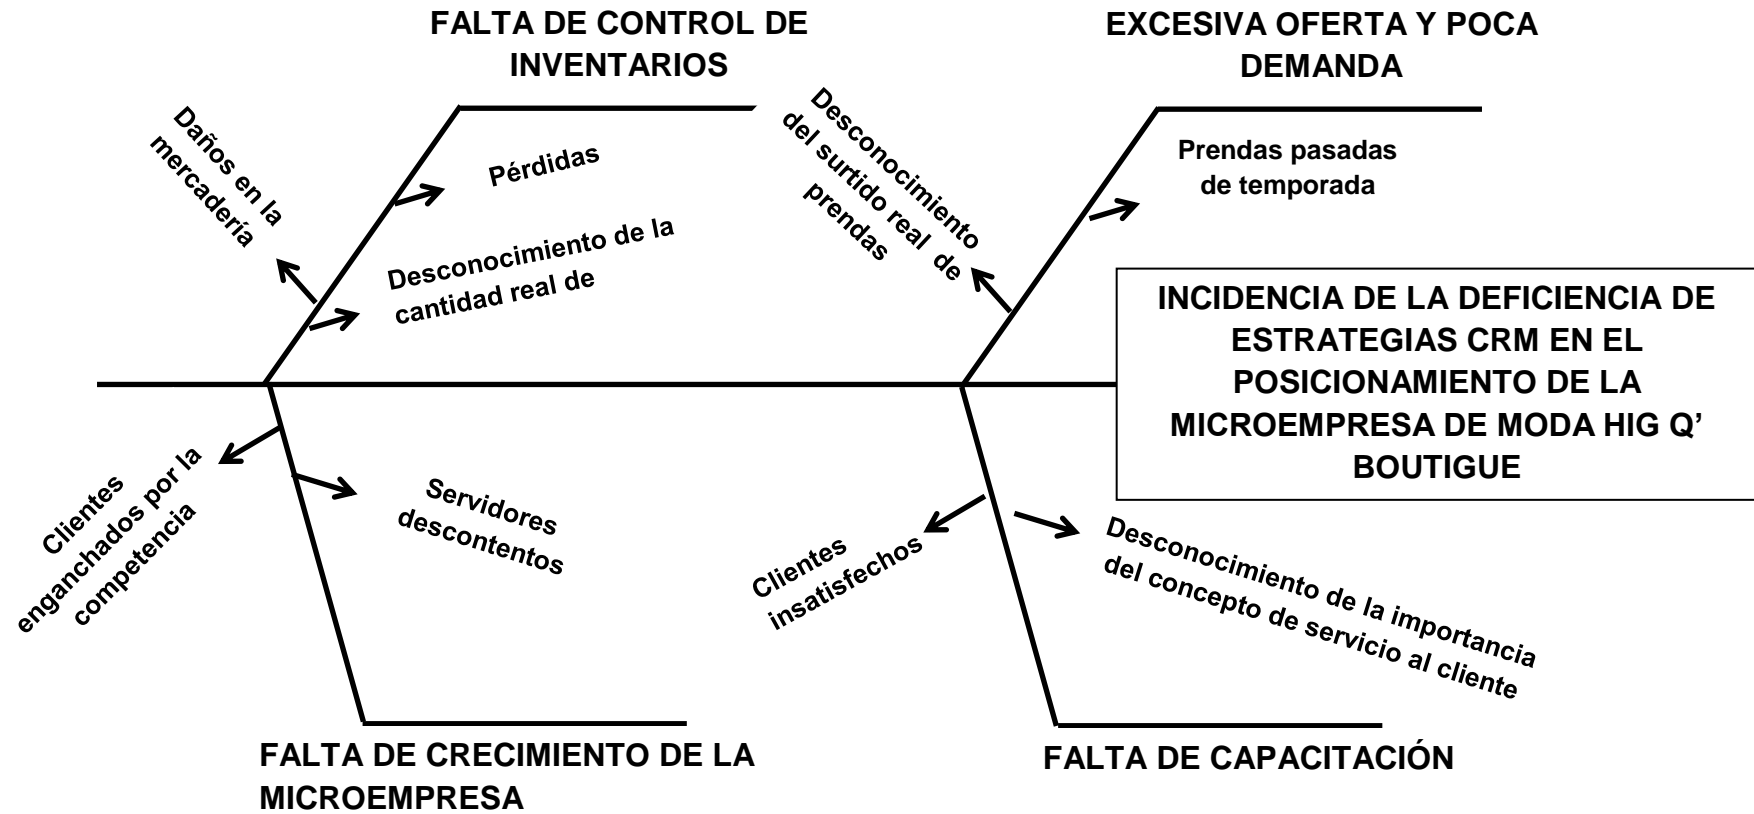 FALTA DE CONTROL DE
INVENTARIOS
EXCESIVA OFERTA Y POCA
DEMANDA
Daños en la
mercadería
Pérdidas
Desconocimiento de la
cantidad real de
Desconocimiento
del surtido real de
prendas
Prendas pasadas
de temporada
INCIDENCIA DE LA DEFICIENCIA DE
ESTRATEGIAS CRM EN EL
POSICIONAMIENTO DE LA
MICROEMPRESA DE MODA HIG Q’
BOUTIGUE
Clientes
enganchados por la
competencia
Servidores
descontentos
Clientes
insatisfechos
Desconocimiento de la importancia
del concepto de servicio al cliente
FALTA DE CRECIMIENTO DE LA
MICROEMPRESA
FALTA DE CAPACITACIÓN